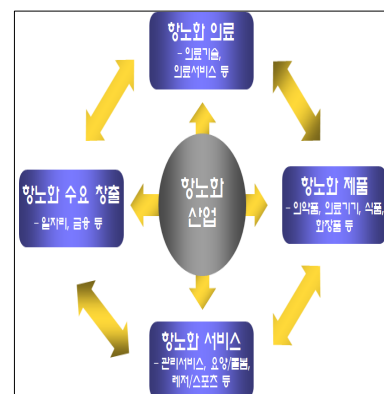 항노화 의료
- 의료기술,
의료서비스 등
항노화 수요 창출
- 일자리, 금융 등
항노화
산업
항노화 제품
- 의약품, 의료기기, 식품,
화장품 등
항노화 서비스
- 관리서비스, 요양/돌봄,
레저/스포츠 등